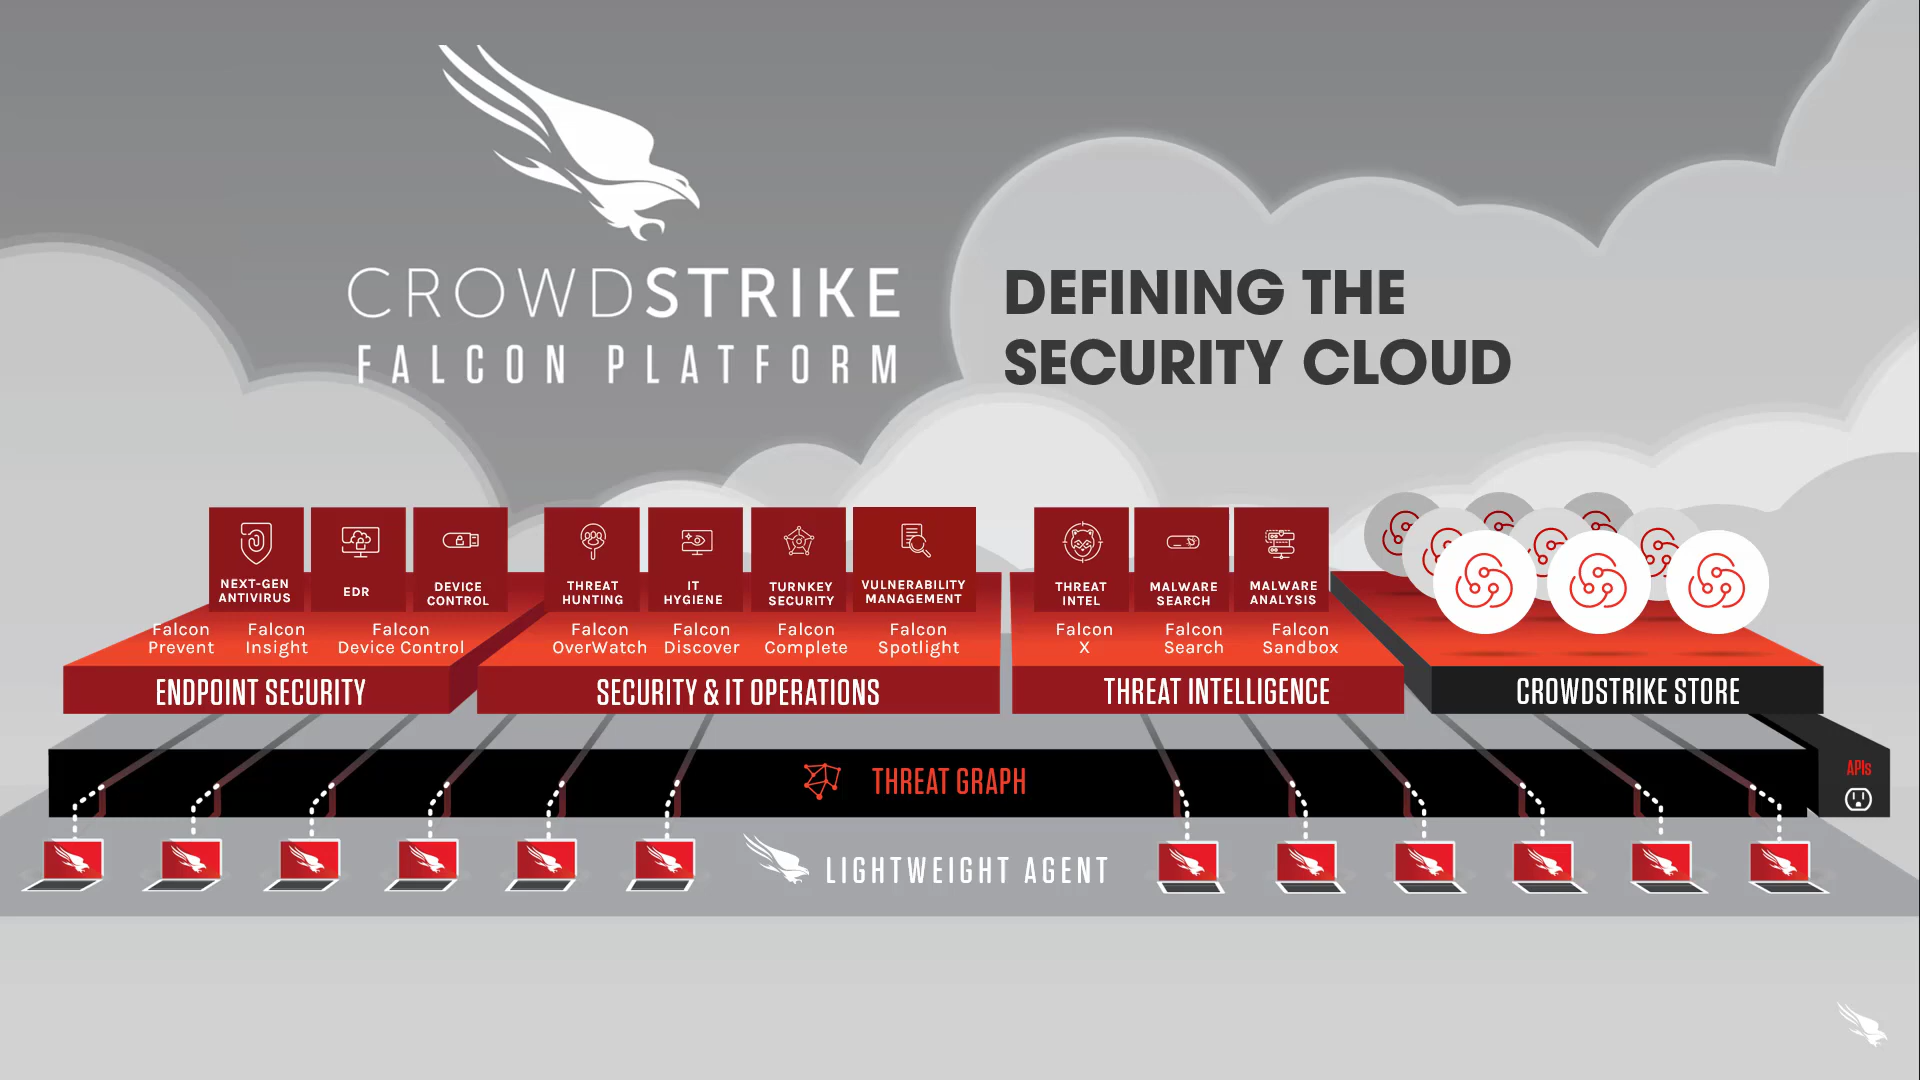 CROWDSTRIKE
FALCON PLATFORM
DEFINING THE
SECURITY CLOUD
NEXT-GEN
ANTIVIRUS
EDR
DEVICE
CONTROL
THREAT
HUNTING
IT
HYGIENE
TURNKEY
SECURITY
VULNERABILITY
MANAGEMENT
THREAT
INTEL
MALWARE
SEARCH
MALWARE
ANALYSIS
Falcon
Prevent
Falcon
Insight
Falcon
Device Control
Falcon
OverWatch
Falcon
Discover
Falcon
Complete
Falcon
Spotlight
Falcon
X
Falcon
Search
Falcon
Sandbox
ENDPOINT SECURITY
SECURITY & IT OPERATIONS
THREAT INTELLIGENCE
CROWDSTRIKE STORE
THREAT GRAPH
APIs
LIGHTWEIGHT AGENT